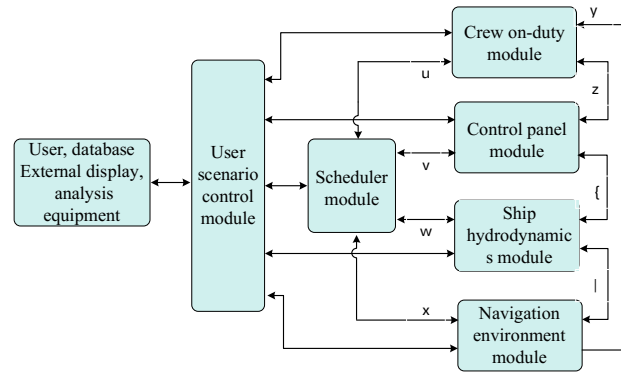 y
Crew on-duty
module
u
z
User, database
External display,
analysis
equipment
User
scenario
control
module
Scheduler
module
Control panel
module
v
{
Ship
hydrodynamic
s module
w
|
x
Navigation
environment
module